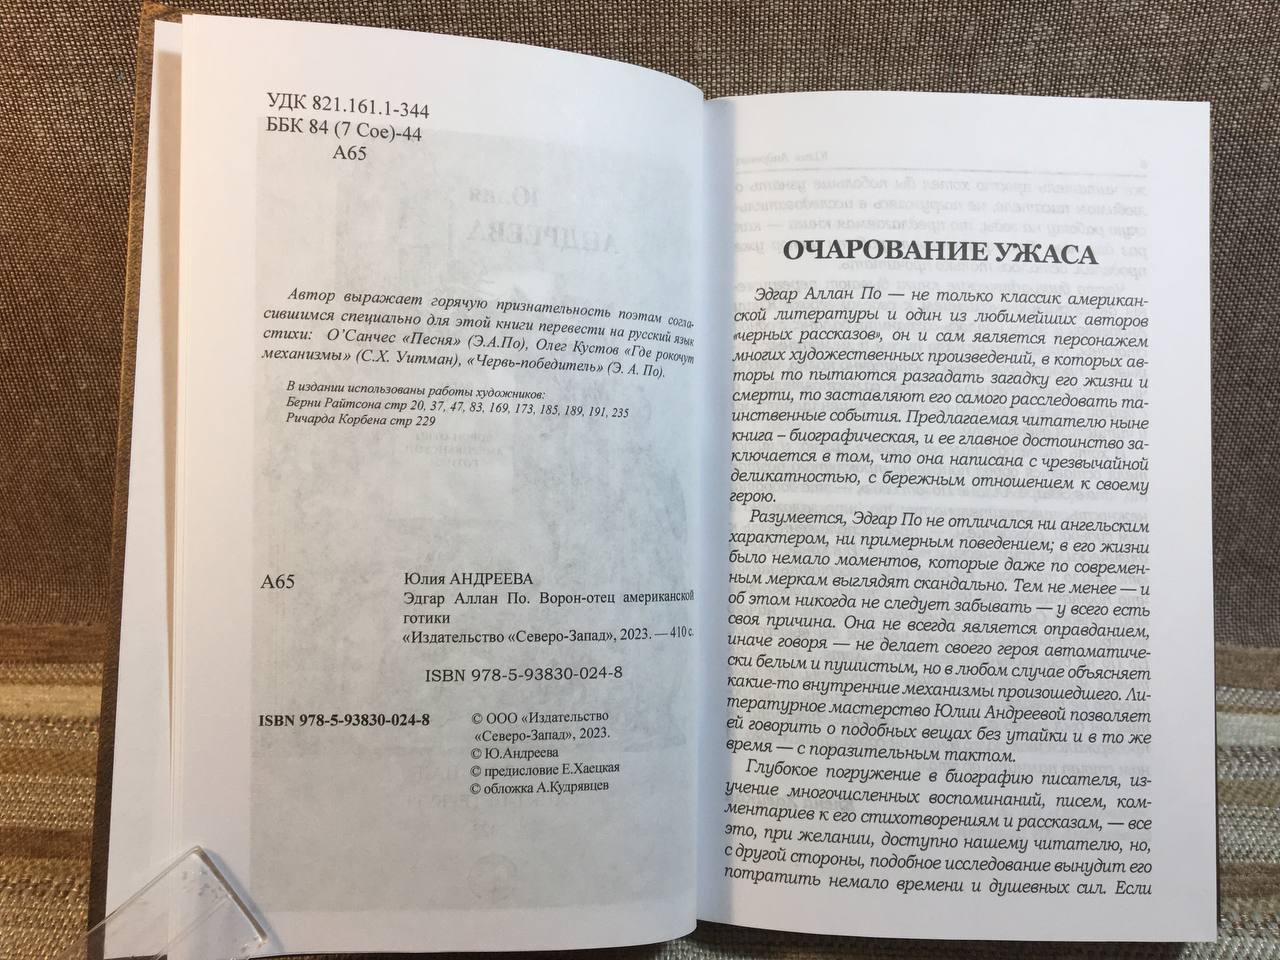 УДК 821.161.1-344
ББК 84 (7 Сое)-44
А65
Автор выражает горячую признательность поэтам согла-
сившимся специально для этой книги перевести на русский язык
стихи: О’Санчес «Песня» (Э.А.По), Олег Кустов «Где рокочут
механизмы» (С.Х. Уитман), «Червь-победитель» (Э. А. По).
В издании использованы работы художников:
Берни Райтсона стр 20, 37, 47, 83, 169, 173, 185, 189, 191, 235
Ричарда Корбена стр 229
А65
Юлия АНДРЕЕВА
Эдгар Аллан По. Ворон-отец американской
готики
«Издательство «Северо-Запад», 2023. — 410 с.
ISBN 978-5-93830-024-8
ISBN 978-5-93830-024-8
© ООО «Издательство
«Северо-Запад», 2023.
© Ю.Андреева
© предисловие Е.Хаецкая
© обложка А.Кудрявцев
ОЧАРОВАНИЕ УЖАСА
Эдгар Аллан По — не только классик американ-
ской литературы и один из любимейших авторов
«черных рассказов», он и сам является персонажем
многих художественных произведений, в которых ав-
торы то пытаются разгадать загадку его жизни и
смерти, то заставляют его самого расследовать та-
инственные события. Предлагаемая читателю ныне
книга – биографическая, и ее главное достоинство за-
ключается в том, что она написана с чрезвычайной
деликатностью, с бережным отношением к своему
герою.
Разумеется, Эдгар По не отличался ни ангельским
характером, ни примерным поведением; в его жизни
было немало моментов, которые даже по современ-
ным меркам выглядят скандально. Тем не менее — и
об этом никогда не следует забывать — у всего есть
своя причина. Она не всегда является оправданием,
иначе говоря — не делает своего героя автоматиче-
ски белым и пушистым, но в любом случае объясняет
какие-то внутренние механизмы произошедшего. Ли-
тературное мастерство Юлии Андреевой позволяет
ей говорить о подобных вещах без утайки и в то же
время — с поразительным тактом.
Глубокое погружение в биографию писателя, из-
учение многочисленных воспоминаний, писем, ком-
ментариев к его стихотворениям и рассказам, — все
это, при желании, доступно нашему читателю, но,
с другой стороны, подобное исследование вынудит его
потратить немало времени и душевных сил. Если